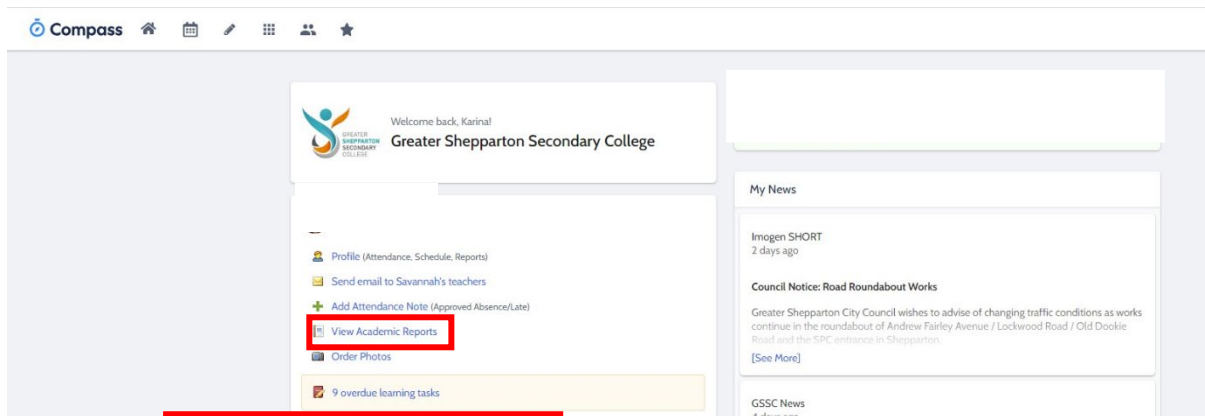 Compass
Welcome back, Karina!
Greater Shepparton Secondary College
GREATER
SHEPPARTON
SECONDARY
COLLEGE
Profile (Attendance, Schedule, Reports)
Send email to Savannah's teachers
Add Attendance Note (Approved Absence/Late)
View Academic Reports
Order Photos
9 overdue learning tasks
My News
Imogen SHORT
2 days ago
Council Notice: Road Roundabout Works
Greater Shepparton City Council wishes to advise of changing traffic conditions as works
continue in the roundabout of Andrew Fairley Avenue / Lockwood Road / Old Dookie
Road and the SPC entrance in Shepparton.
[See More]
GSSC News
4 days ago